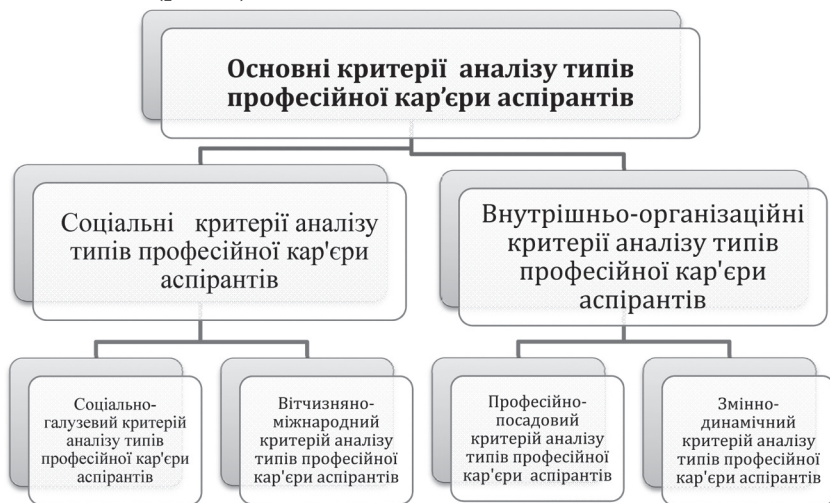 Основні критерії аналізу типів
професійної кар’єри аспірантів
Соціальні критерії аналізу
типів професійної кар'єри
аспірантів
Внутрішньо-організаційні
критерії аналізу типів
професійної кар'єри
аспірантів
Соціально-
галузевий критерій
аналізу типів
професійної кар'єри
аспірантів
Вітчизняно-
міжнародний
критерій аналізу
типів професійної
кар'єри аспірантів
Професійно-
посадовий
критерій аналізу
типів професійної
кар'єри аспірантів
Змінно-
динамічний
критерій аналізу
типів професійної
кар'єри аспірантів